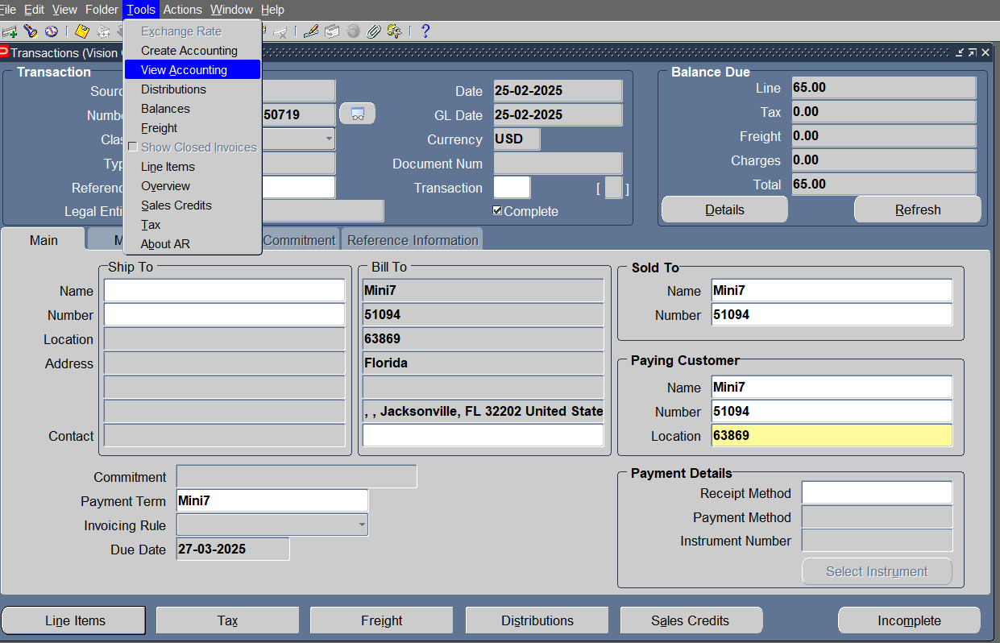 File Edit View Folder Tools Actions Window Help
Transactions (Vision
Exchange Rate
Create Accounting
View Accounting
Distributions
Balances
Freight
Show Closed Invoices
Line Items
Overview
Sales Credits
Tax
About AR
Transaction
Sourc
Numbe
50719
Clas
Typ
Referenc
Legal Enti
Date 25-02-2025
GL Date 25-02-2025
Currency USD
Document Num
Transaction [ ]
Complete
Balance Due
Line 65.00
Tax 0.00
Freight 0.00
Charges 0.00
Total 65.00
Details Refresh
Main M Commitment Reference Information
Ship To
Name
Number
Location
Address
Contact
Bill To
Mini7
51094
63869
Florida
, , Jacksonville, FL 32202 United State
Sold To
Name Mini7
Number 51094
Paying Customer
Name Mini7
Number 51094
Location 63869
Commitment
Payment Term Mini7
Invoicing Rule
Due Date 27-03-2025
Payment Details
Receipt Method
Payment Method
Instrument Number
Select Instrument
Line Items Tax Freight Distributions Sales Credits Incomplete